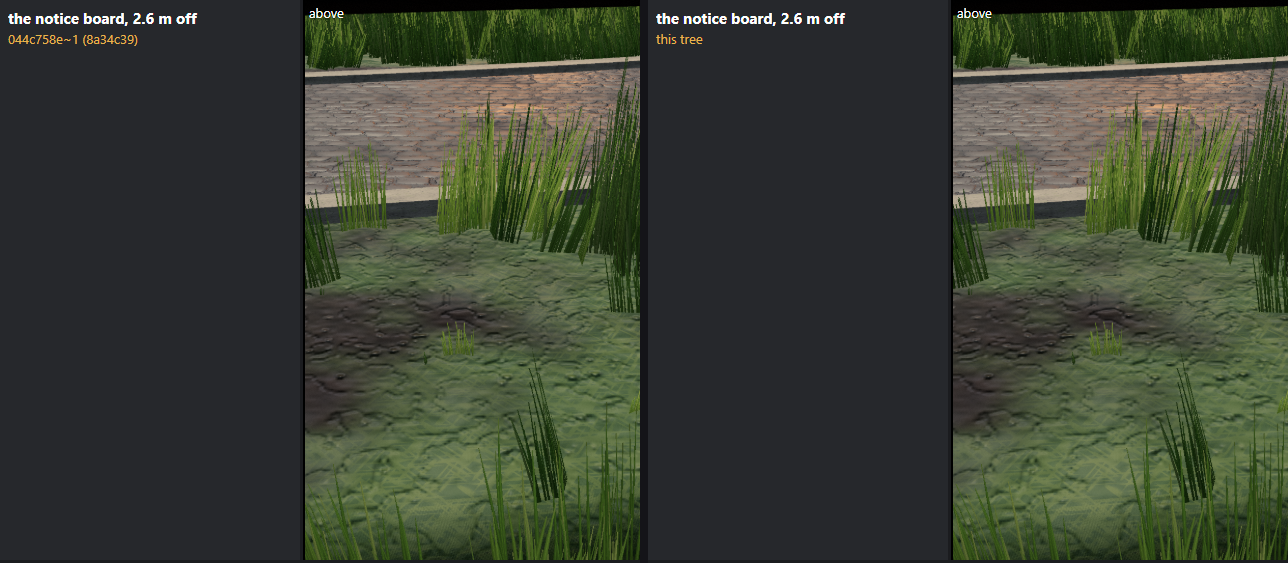 the notice board, 2.6 m off
044c758e~1 (8a34c39)
above
the notice board, 2.6 m off
this tree
above